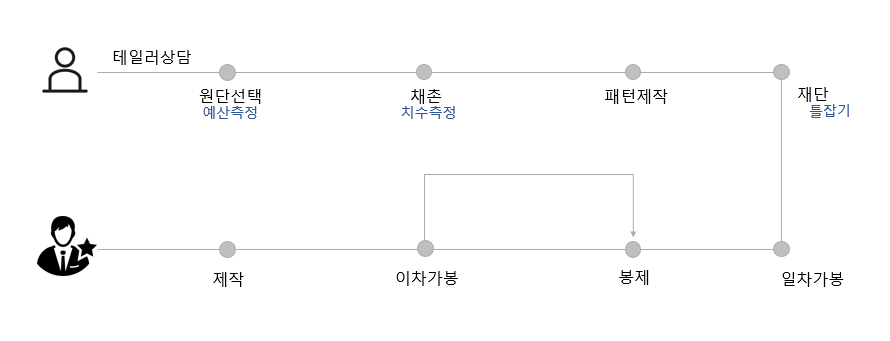 테일러상담
원단선택
예산측정
채촌
치수측정
패턴제작
재단
틀잡기
제작
이차가봉
봉제
일차가봉